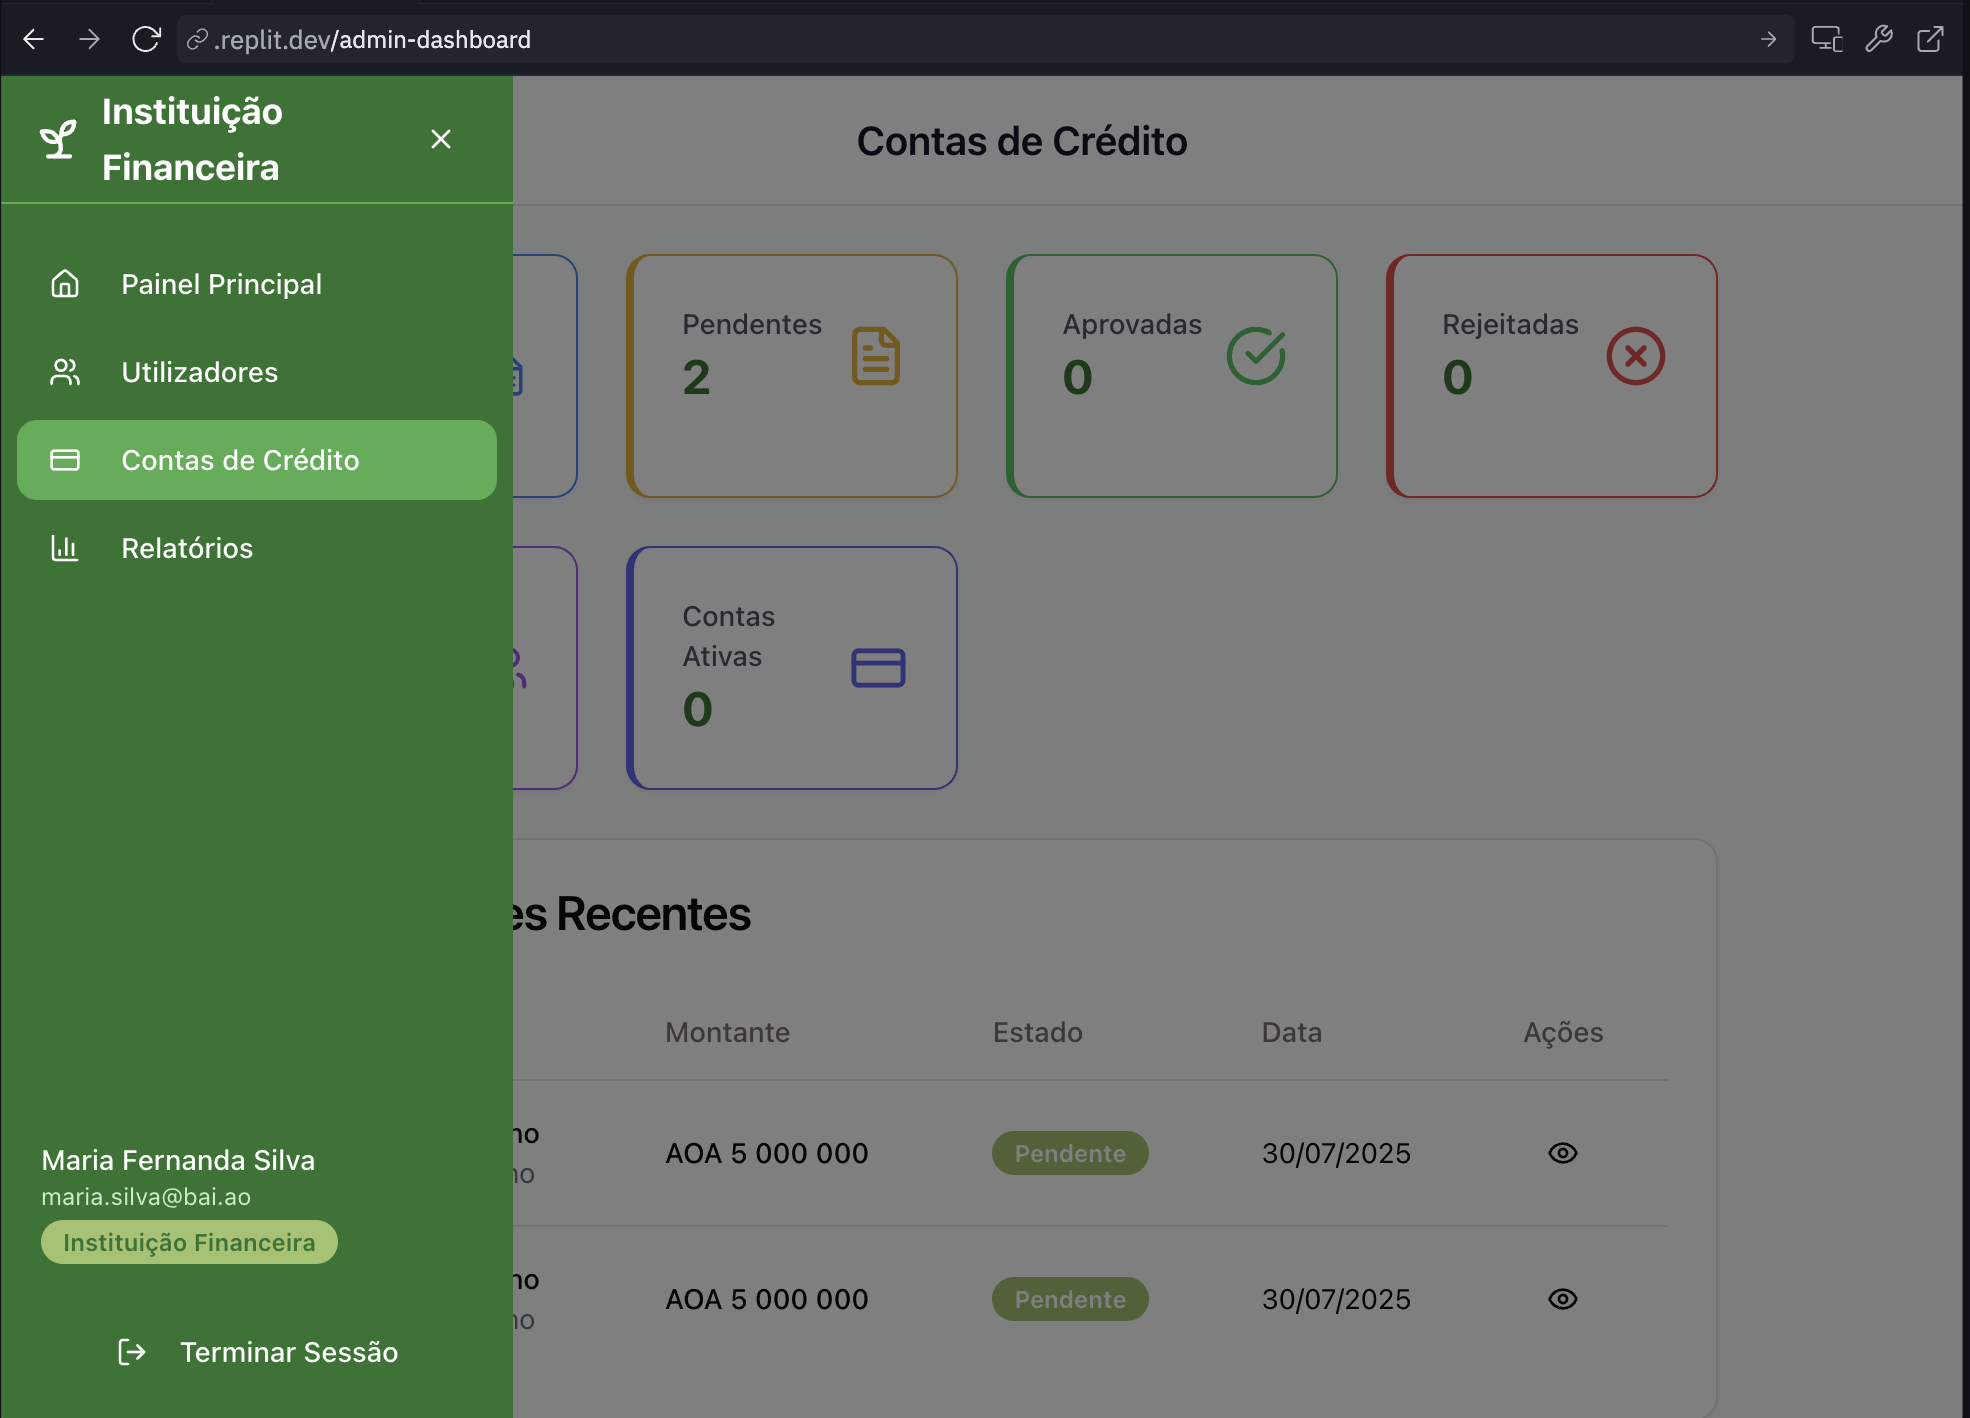 .replit.dev/admin-dashboard
Instituição
Financeira
Painel Principal
Utilizadores
Contas de Crédito
Relatórios
Maria Fernanda Silva
maria.silva@bai.ao
Instituição Financeira
Terminar Sessão
Contas de Crédito
Pendentes
2
Aprovadas
0
Rejeitadas
0
Contas
Ativas
0
es Recentes
Montante Estado Data Ações
no
AOA 5 000 000 Pendente 30/07/2025
no
AOA 5 000 000 Pendente 30/07/2025